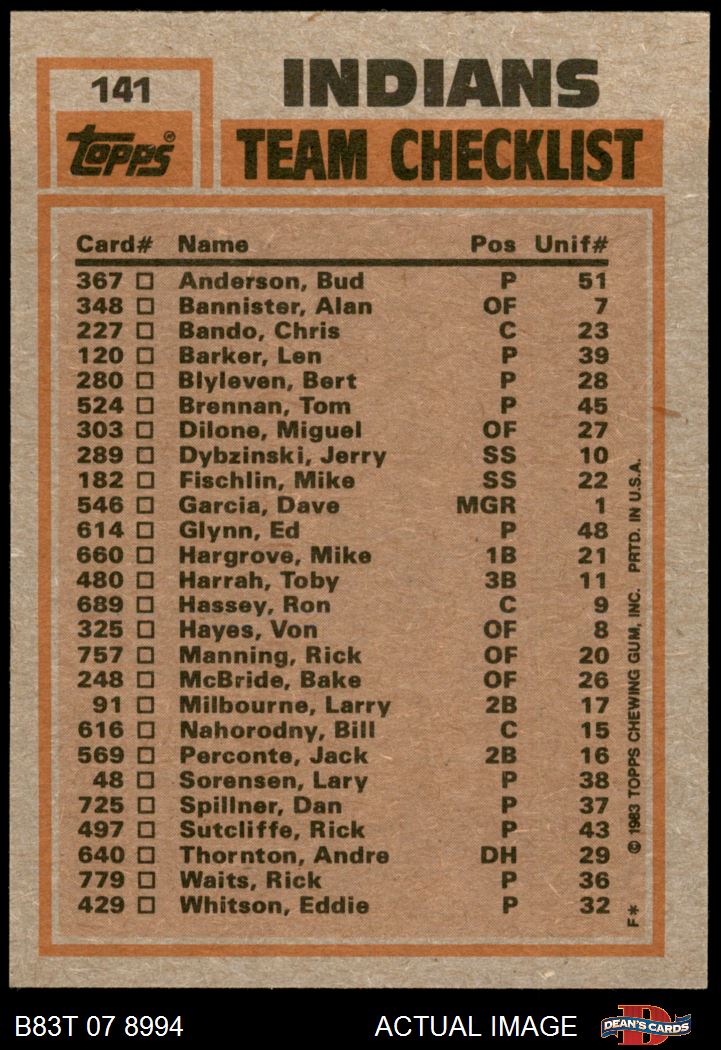 141
INDIANS
topps®
TEAM CHECKLIST
Card# Name Pos Unif#
367 □ Anderson, Bud P 51
348 □ Bannister, Alan OF 7
227 □ Bando, Chris C 23
120 □ Barker, Len P 39
280 □ Blyleven, Bert P 28
524 □ Brennan, Tom P 45
303 □ Dilone, Miguel OF 27
289 □ Dybzinski, Jerry SS 10
182 □ Fischlin, Mike SS 22
546 □ Garcia, Dave MGR 1
614 □ Glynn, Ed P 48
660 □ Hargrove, Mike 1B 21
480 □ Harrah, Toby 3B 11
689 □ Hassey, Ron C 9
325 □ Hayes, Von OF 8
757 □ Manning, Rick OF 20
248 □ McBride, Bake OF 26
91 □ Milbourne, Larry 2B 17
616 □ Nahorodny, Bill C 15
569 □ Perconte, Jack 2B 16
48 □ Sorensen, Lary P 38
725 □ Spillner, Dan P 37
497 □ Sutcliffe, Rick P 43
640 □ Thornton, Andre DH 29
779 □ Waits, Rick P 36
429 □ Whitson, Eddie P 32
F* © 1983 TOPPS CHEWING GUM, INC. PRTD. IN U.S.A.
B83T 07 8994 ACTUAL IMAGE
D
DEAN'S CARDS